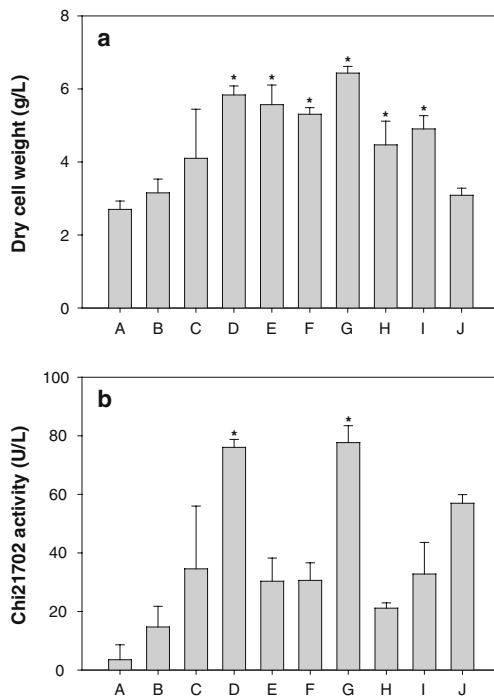 a
Dry cell weight (g/L)
8
6
4
2
0
* * * * * *
A B C D E F G H I J
b
Chi21702 activity (U/L)
100
80
60
40
20
0
* *
A B C D E F G H I J